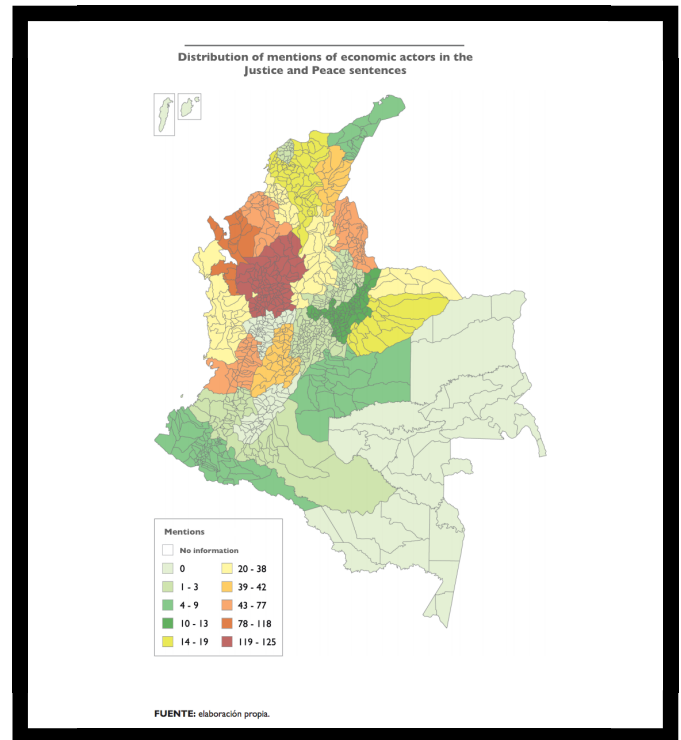 Distribution of mentions of economic actors in the
Justice and Peace sentences
Mentions
No information
0
1 - 3
4 - 9
10 - 13
14 - 19
20 - 38
39 - 42
43 - 77
78 - 118
119 - 125
FUENTE: elaboración propia.